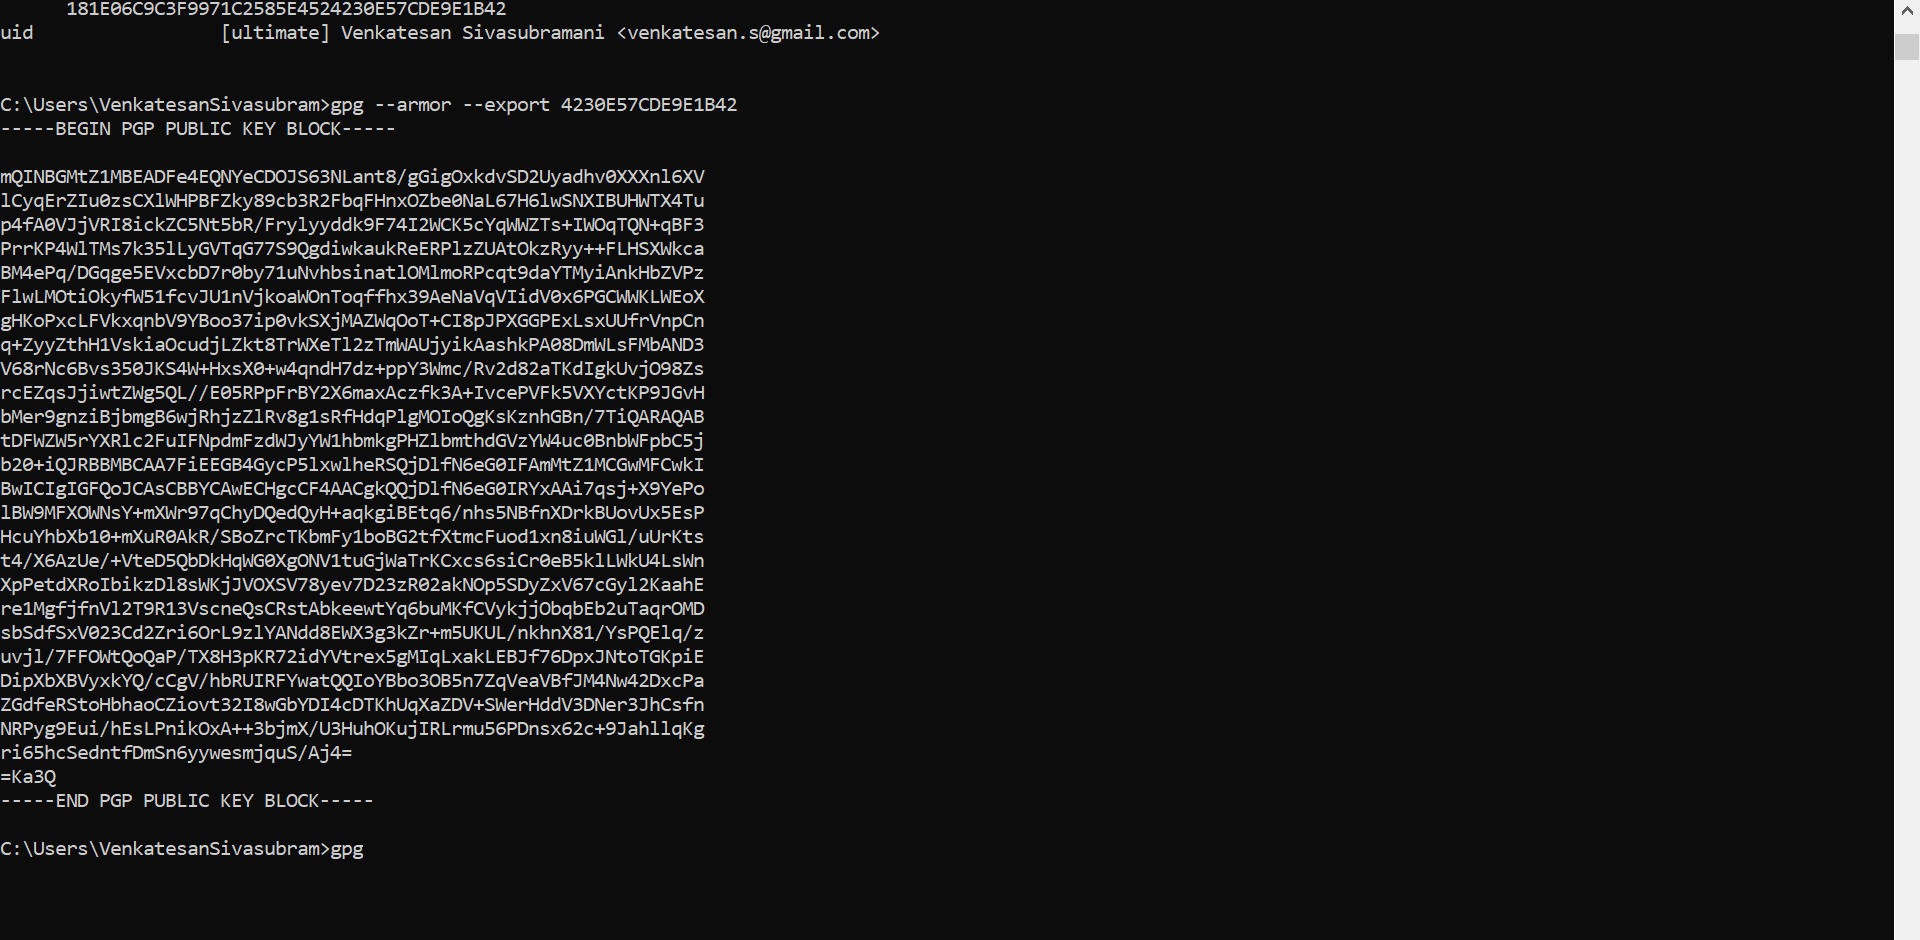 181E06C9C3F9971C2585E4524230E57CDE9E1B42
uid                 [ultimate] Venkatesan Sivasubramani <venkatesan.s@gmail.com>
C:\Users\VenkatesanSivasubram>gpg --armor --export 4230E57CDE9E1B42
-----BEGIN PGP PUBLIC KEY BLOCK-----
mQINBGMtZ1MBEADFe4EQNYeCDOJS63NLant8/gGigOxkdvSD2Uyadhv0XXXnl6XV
lCyqErZIu0zsCXlWHPBFZky89cb3R2FbqFHnxOZbe0NaL67H6lwSNXIBUHWTX4Tu
p4fA0VJjVRI8ickZC5Nt5bR/Frylyyddk9F74I2WCK5cYqWWZTs+IWOqTQN+qBF3
PrrKP4WlTMs7k35lLyGVTqG77S9QgdiwkaukReERPlzZUAtOkzRyy++FLHSXWkca
BM4ePq/DGqge5EVxcbD7r0by71uNvhbsinatlOMlmoRPcqt9daYTMyiAnkHbZVPz
FlwLMOtiOkyfW51fcvJU1nVjkoaWOnToqffhx39AeNaVqVIidV0x6PGCWWKLWEoX
gHKoPxcLFVkxqnbV9YBoo37ip0vkSXjMAZWqOoT+CI8pJPXGGPExLsxUUfrVnpCn
q+ZyyZthH1VskiaOcudjLZkt8TrWXeTl2zTmWAUjyikAashkPA08DmWLsFMbAND3
V68rNc6Bvs350JKS4W+HxsX0+w4qndH7dz+ppY3Wmc/Rv2d82aTKdIgkUvjO98Zs
rcEZqsJjiwtZWg5QL//E05RPpFrBY2X6maxAczfk3A+IvcePVFk5VXYctKP9JGvH
bMer9gnziBjbmgB6wjRhjzZlRv8g1sRfHdqPlgMOIoQgKsKznhGBn/7TiQARAQAB
tDFWZW5rYXRlc2FuIFNpdmFzdWJyYW1hbmkgPHZlbmthdGVzYW4uc0BnbWFpbC5j
b20+iQJRBBMBCAA7FiEEGB4GycP5lxwlheRSQjDlfN6eG0IFAmMtZ1MCGwMFCwkI
BwICIgIGFQoJCAsCBBYCAwECHgcCF4AACgkQQjDlfN6eG0IRYxAAi7qsj+X9YePo
lBW9MFXOWNsY+mXWr97qChyDQedQyH+aqkgiBEtq6/nhs5NBfnXDrkBUovUx5EsP
HcuYhbXb10+mXuR0AkR/SBoZrcTKbmFy1boBG2tfXtmcFuod1xn8iuWGl/uUrKts
t4/X6AzUe/+VteD5QbDkHqWG0XgONV1tuGjWaTrKCxcs6siCr0eB5klLWkU4LsWn
XpPetdXRoIbikzDl8sWKjJVOXSV78yev7D23zR02akNOp5SDyZxV67cGyl2KaahE
re1MgfjfnVl2T9R13VscneQsCRstAbkeewtYq6buMKfCVykjjObqbEb2uTaqrOMD
sbSdfSxV023Cd2Zri6OrL9zlYANdd8EWX3g3kZr+m5UKUL/nkhnX81/YsPQElq/z
uvjl/7FFOWtQoQaP/TX8H3pKR72idYVtrex5gMIqLxakLEBJf76DpxJNtoTGKpiE
DipXbXBVyxkYQ/cCgV/hbRUIRFYwatQQIoYBbo3OB5n7ZqVeaVBfJM4Nw42DxcPa
ZGdfeRStoHbhaoCZiovt32I8wGbYDI4cDTKhUqXaZDV+SWerHddV3DNer3JhCsfn
NRPyg9Eui/hEsLPnikOxA++3bjmX/U3HuhOKujIRLrmu56PDnsx62c+9JahllqKg
ri65hcSedntfDmSn6yywesmjquS/Aj4=
=Ka3Q
-----END PGP PUBLIC KEY BLOCK-----
C:\Users\VenkatesanSivasubram>gpg